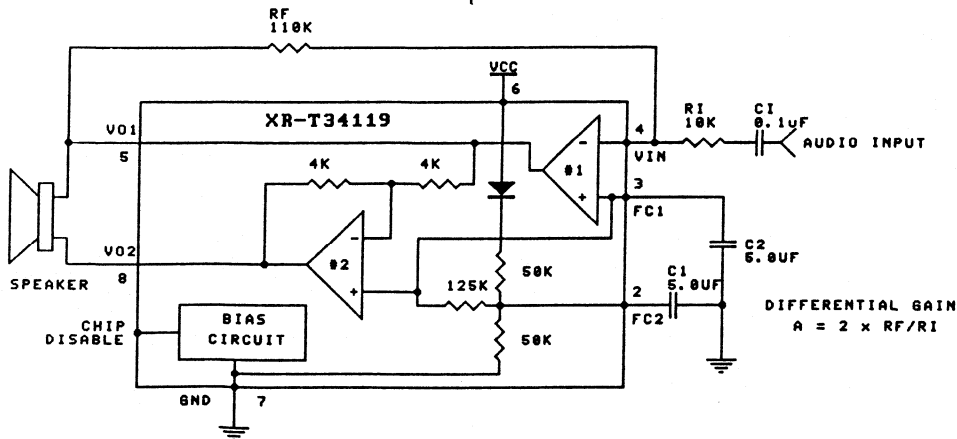 RF
110K
VCC
6
XR-T34119
RI
10K
CI
0.1uF
VO1
5
4
VIN
AUDIO INPUT
4K
4K
-
#1
+
3
FC1
-
#2
+
VO2
8
SPEAKER
50K
125K
2
FC2
C1
5.0UF
C2
5.0UF
CHIP
DISABLE
BIAS
CIRCUIT
50K
DIFFERENTIAL GAIN
A = 2 x RF/RI
GND
7